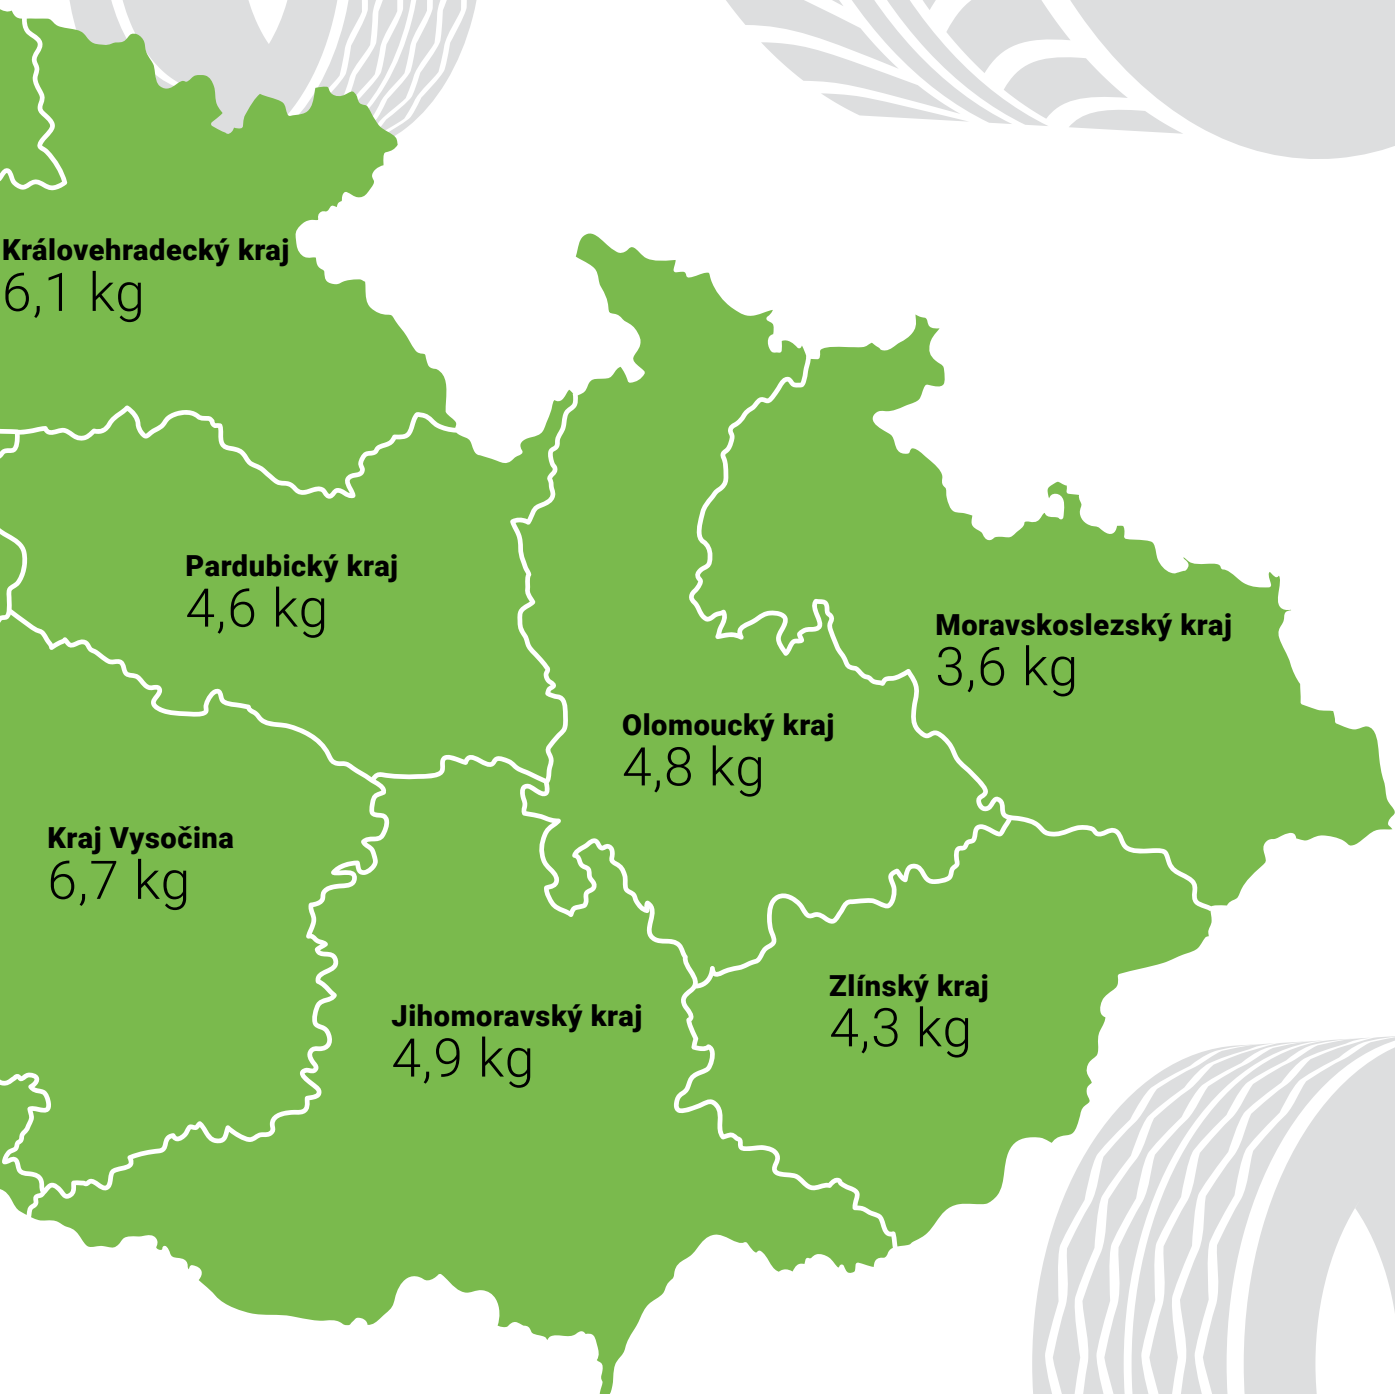 Královehradecký kraj
6,1 kg
Pardubický kraj
4,6 kg
Moravskoslezský kraj
3,6 kg
Olomoucký kraj
4,8 kg
Kraj Vysočina
6,7 kg
Zlínský kraj
4,3 kg
Jihomoravský kraj
4,9 kg